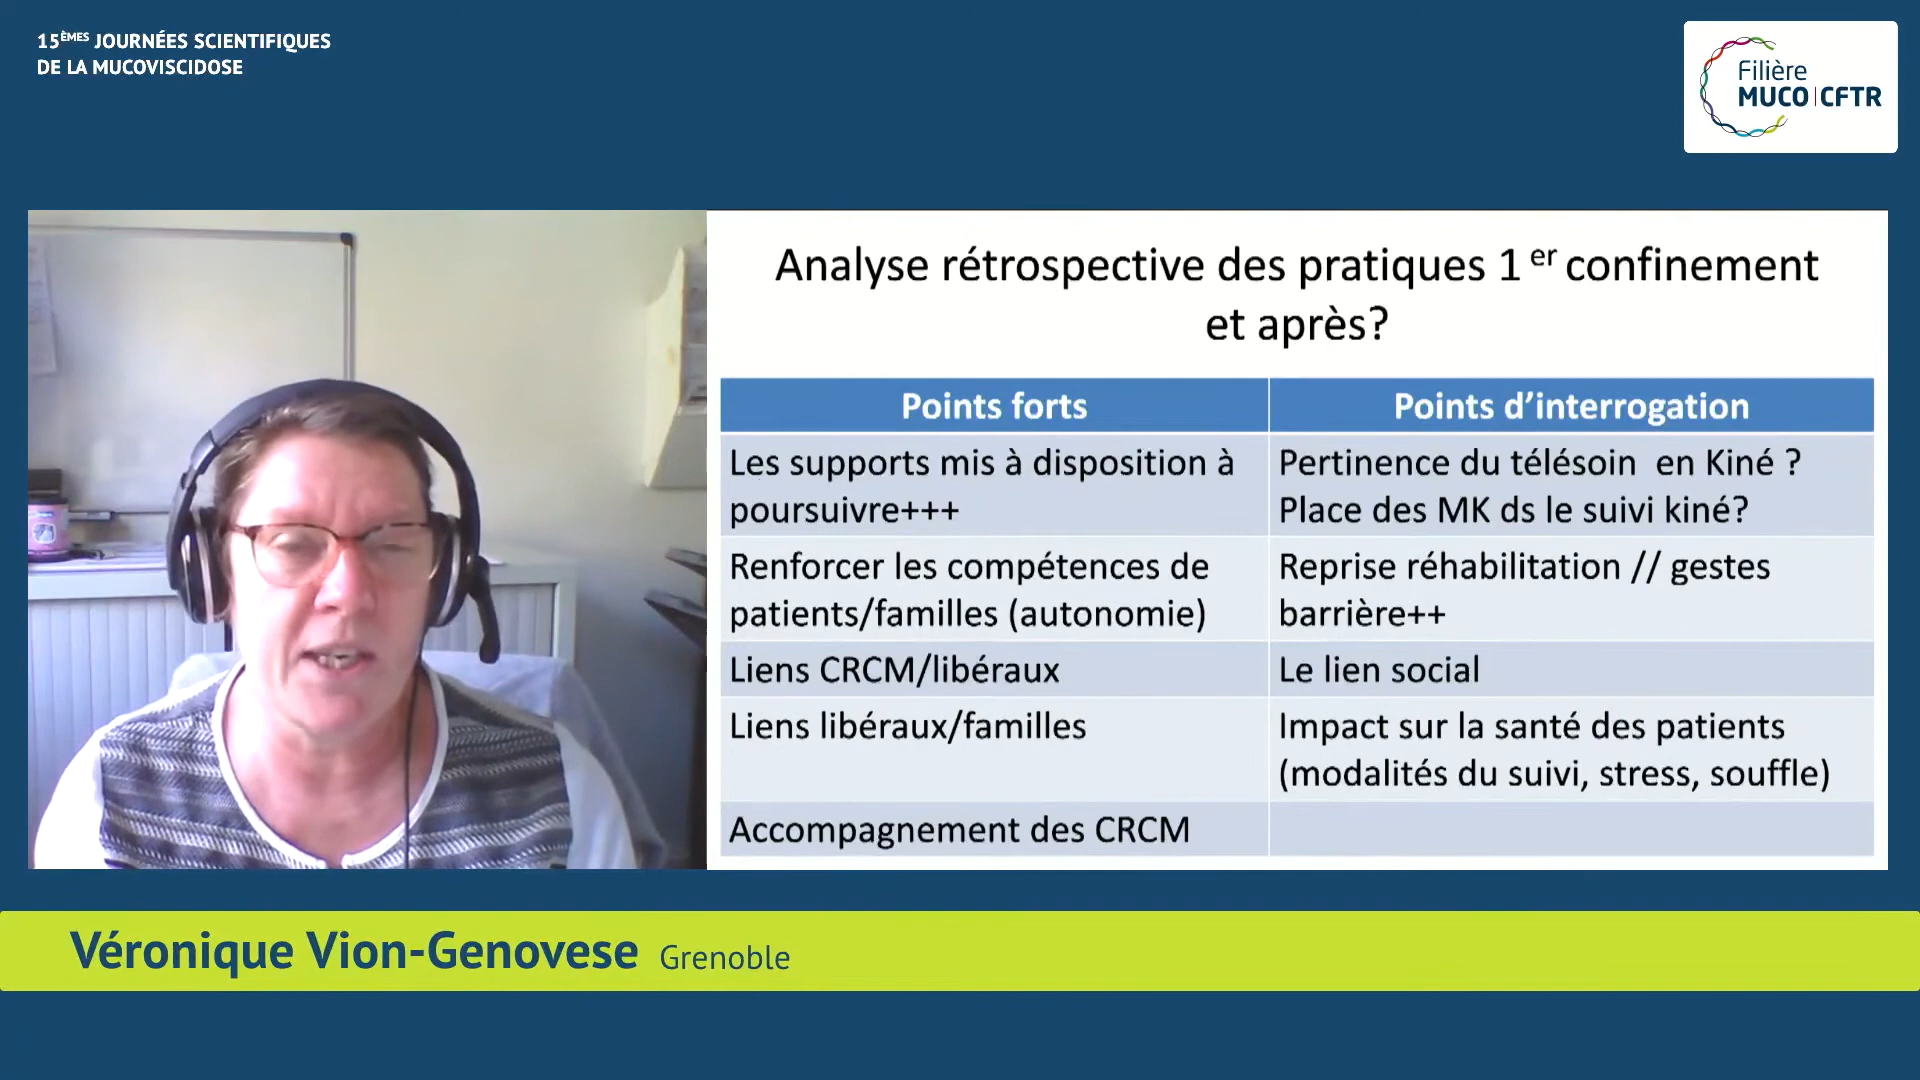 15ÈMES JOURNÉES SCIENTIFIQUES
DE LA MUCOVISCIDOSE
Filière
MUCO|CFTR
Analyse rétrospective des pratiques 1er confinement
et après?
Points forts
Points d’interrogation
Les supports mis à disposition à
poursuivre+++
Pertinence du télésoin en Kiné ?
Place des MK ds le suivi kiné?
Renforcer les compétences de
patients/familles (autonomie)
Reprise réhabilitation // gestes
barrière++
Liens CRCM/libéraux
Le lien social
Liens libéraux/familles
Impact sur la santé des patients
(modalités du suivi, stress, souffle)
Accompagnement des CRCM
Véronique Vion-Genovese Grenoble